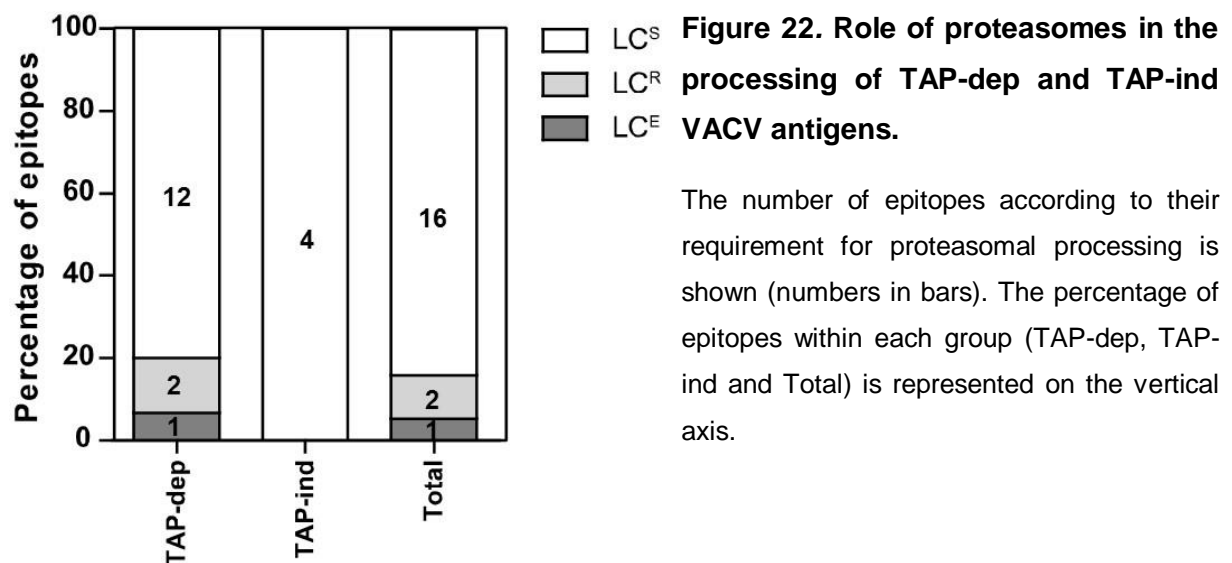 100
80
60
40
20
0
Percentage of epitopes
12
2
1
4
16
2
1
TAP-dep
TAP-ind
Total
LC^S
LC^R
LC^E
Figure 22. Role of proteasomes in the
processing of TAP-dep and TAP-ind
VACV antigens.
The number of epitopes according to their
requirement for proteasomal processing is
shown (numbers in bars). The percentage of
epitopes within each group (TAP-dep, TAP-
ind and Total) is represented on the vertical
axis.